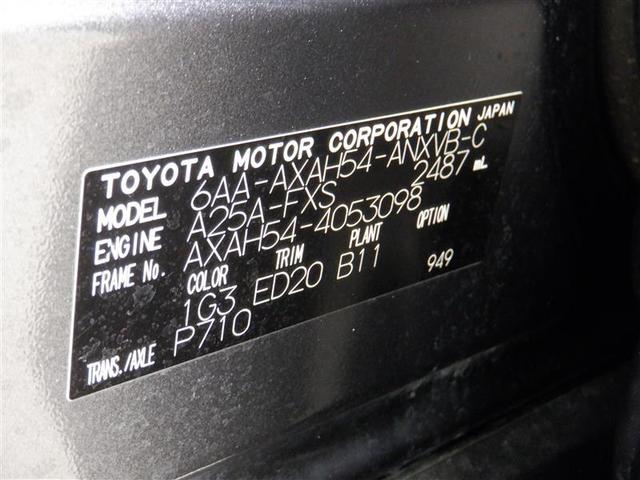 TOYOTA MOTOR CORPORATION JAPAN
MODEL 6AA-AXAH54-ANXVB-C
ENGINE A25A-FXS 2487 mL
FRAME No. AXAH54-4053098
COLOR TRIM PLANT OPTION
1G3 ED20 B11 949
TRANS./AXLE P710